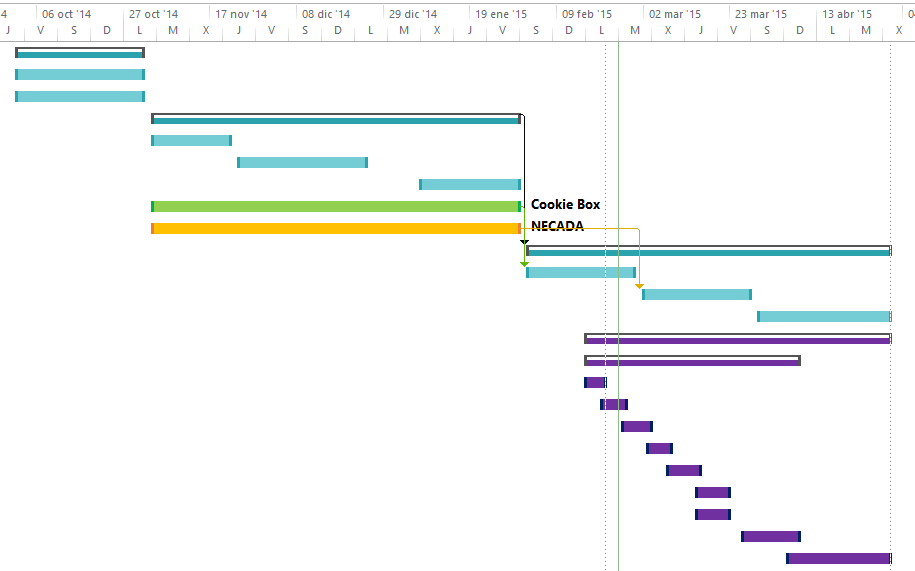 4 06 oct '14 27 oct '14 17 nov '14 08 dic '14 29 dic '14 19 ene '15 09 feb '15 02 mar '15 23 mar '15 13 abr '15 04
J V S D L M X J V S D L M X J V S D L M X J V S D L M X
Cookie Box
NECADA